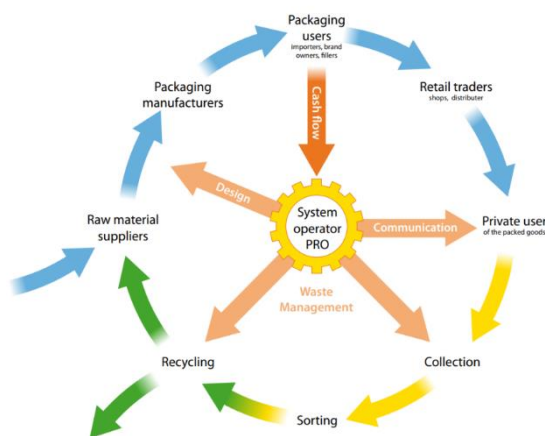 Packaging
users
importers, brand
owners, fillers
Packaging
manufacturers
Cash flow
Retail traders
shops, distributer
Design
Raw material
suppliers
System
operator
PRO
Communication
Private user
of the packed goods
Waste
Management
Recycling
Collection
Sorting